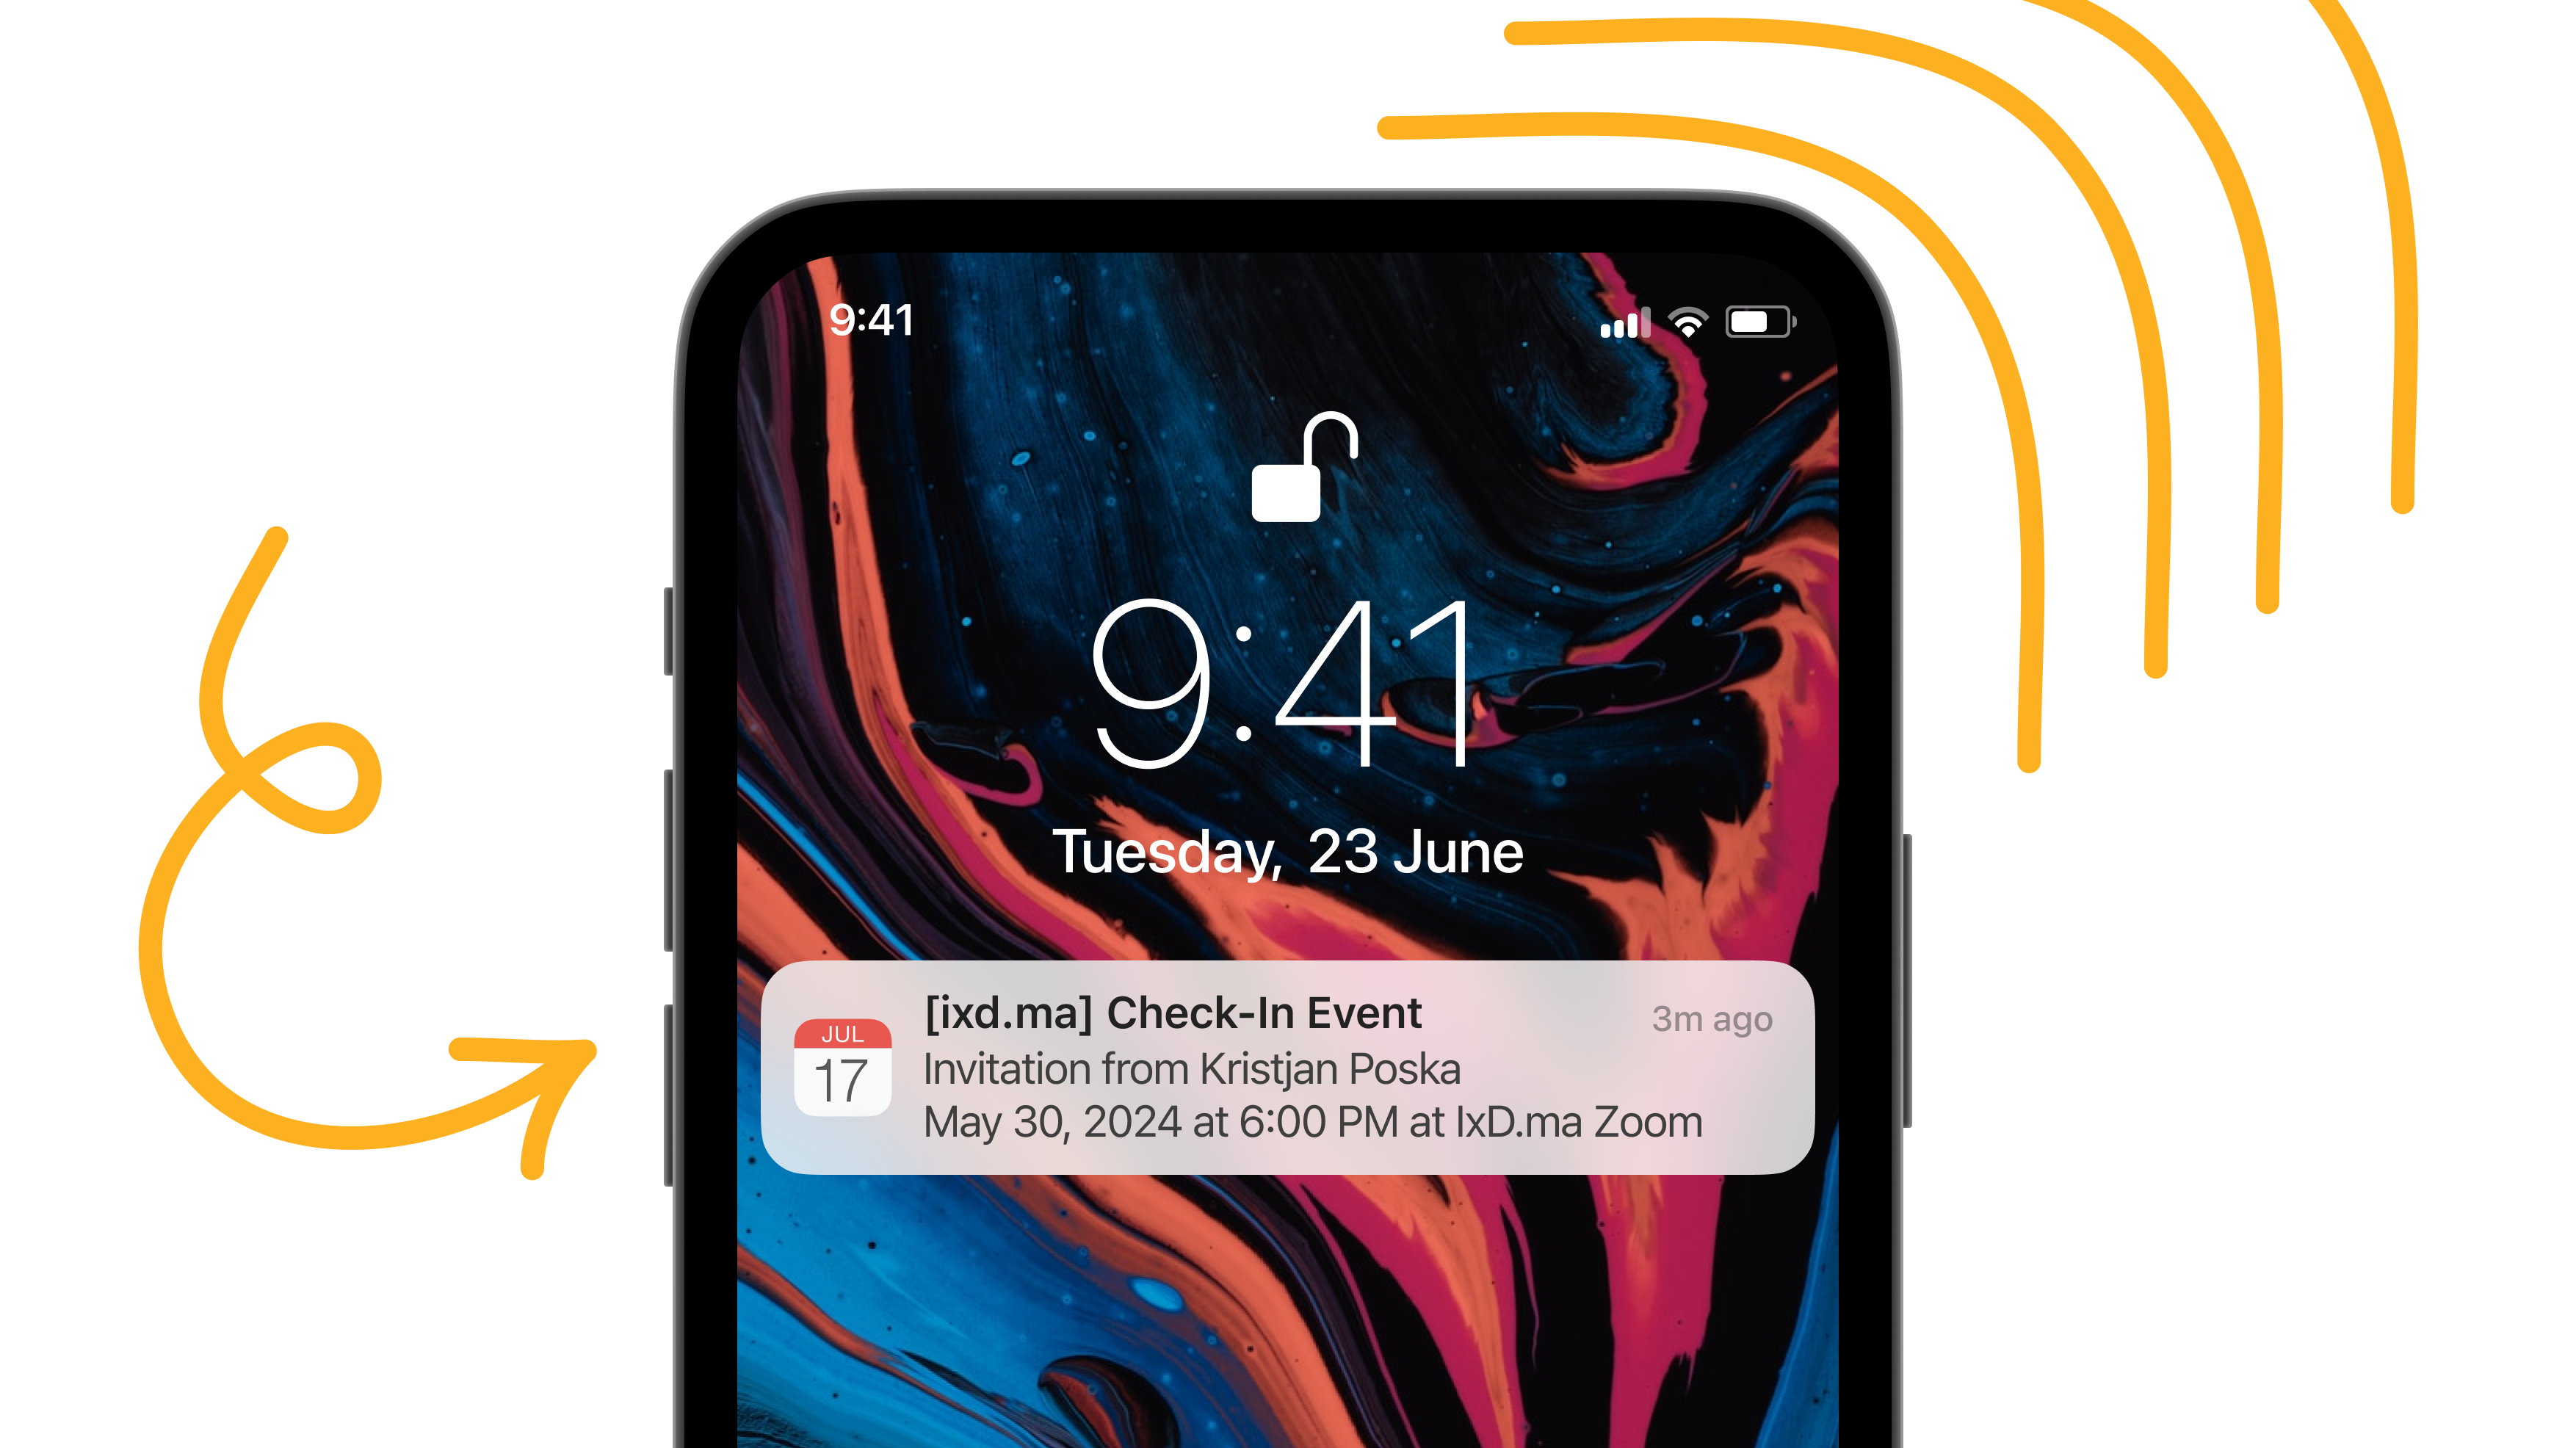 9:41
9:41
Tuesday, 23 June
[ixd.ma] Check-In Event
3m ago
JUL
17
Invitation from Kristjan Poska
May 30, 2024 at 6:00 PM at IxD.ma Zoom